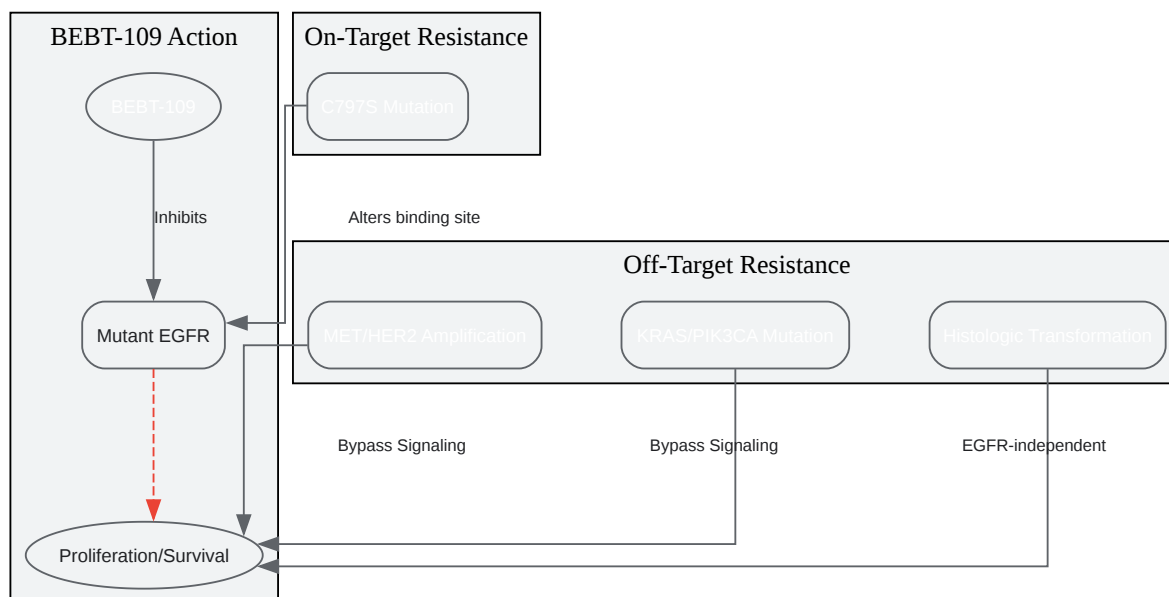 BEBT-109 Action
On-Target Resistance
BEBT-109
C797S Mutation
Inhibits
Alters binding site
Off-Target Resistance
Mutant EGFR
MET/HER2 Amplification
KRAS/PIK3CA Mutation
Histologic Transformation
Bypass Signaling
Bypass Signaling
EGFR-independent
Proliferation/Survival